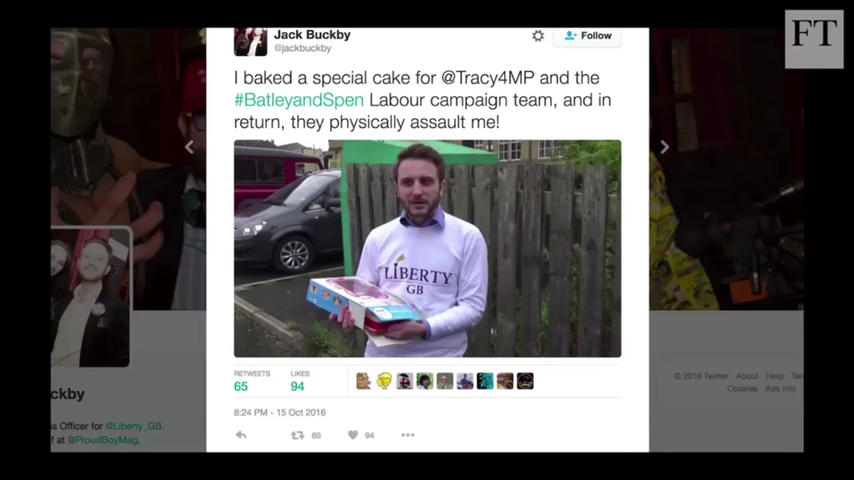 FT
Jack Buckby
@jackbuckby
Follow
I baked a special cake for @Tracy4MP and the
#BatleyandSpen Labour campaign team, and in
return, they physically assault me!
LIBERTY
GB
RETWEETS
LIKES
65
94
8:24 PM - 15 Oct 2016
65
94
ckby
s Officer for @Liberty_GB.
f at @ProudBoyMag.
© 2016 Twitter About Help
Cookies Ads info